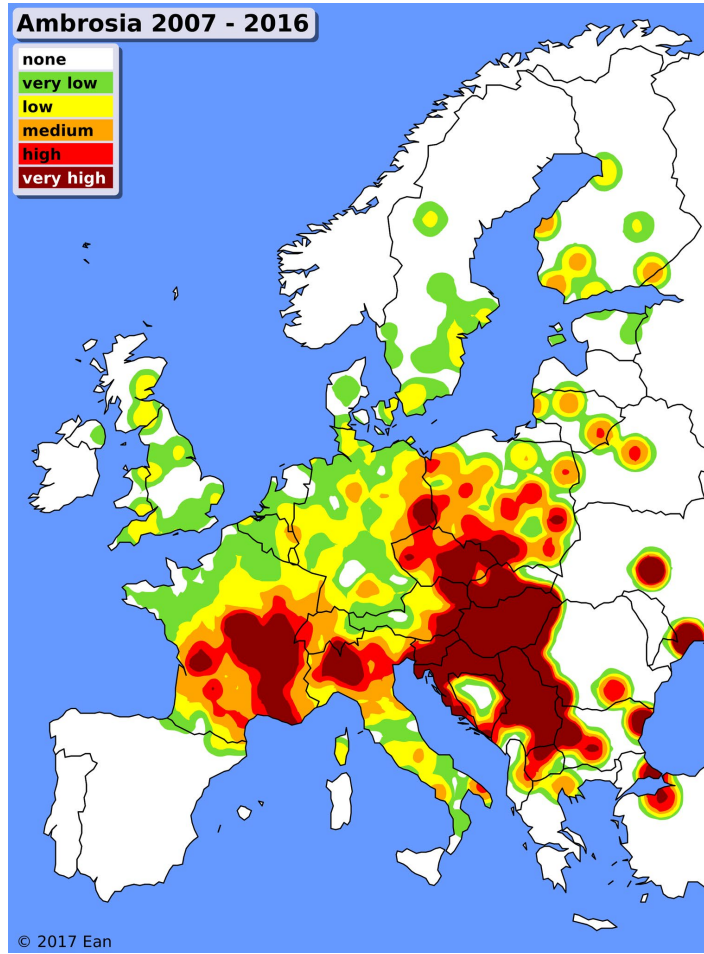 Ambrosia 2007 - 2016
none
very low
low
medium
high
very high
© 2017 Ean